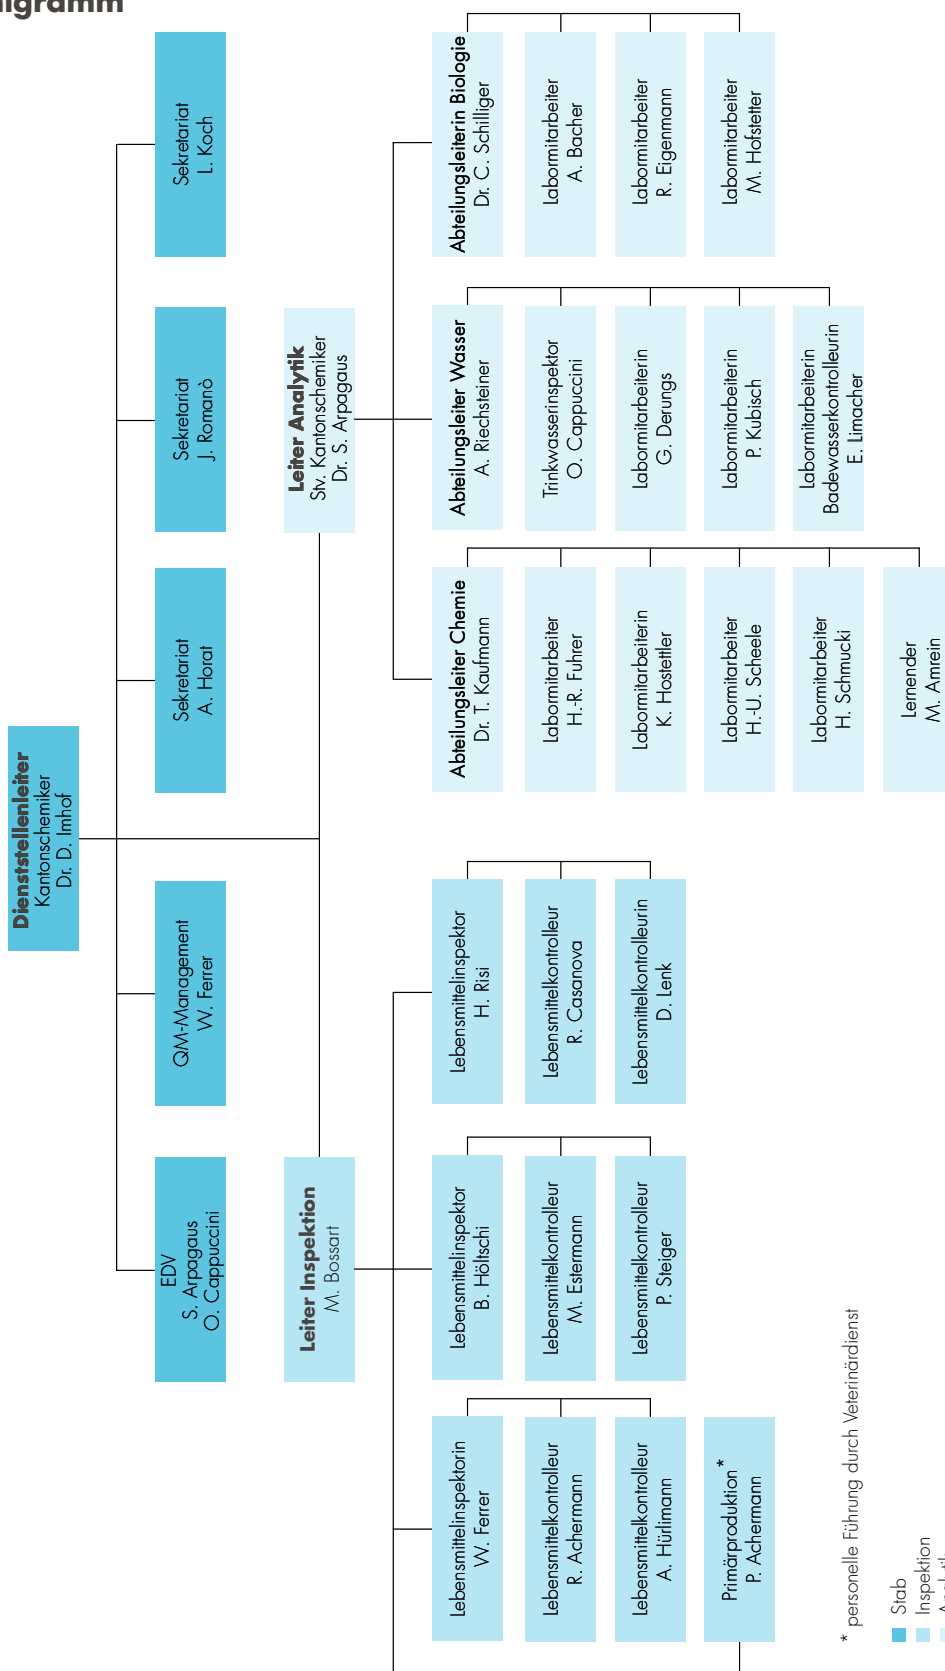 Dienststellenleiter
Kantonschemiker
Dr. D. Imhof
EDV
S. Arpagaus
O. Cappuccini
QM-Management
W. Ferrer
Sekretariat
A. Horat
Sekretariat
J. Romanò
Sekretariat
L. Koch
Leiter Inspektion
M. Bossart
Leiter Analytik
Stv. Kantonschemiker
Dr. S. Arpagaus
Lebensmittelinspektorin
W. Ferrer
Lebensmittelkontrolleur
R. Achermann
Lebensmittelkontrolleur
A. Hürlimann
Primärproduktion *
P. Achermann
Lebensmittelinspektor
B. Höltschi
Lebensmittelkontrolleur
M. Estermann
Lebensmittelkontrolleur
P. Steiger
Lebensmittelinspektor
H. Risi
Lebensmittelkontrolleur
R. Casanova
Lebensmittelkontrolleurin
D. Lenk
Abteilungsleiter Chemie
Dr. T. Kaufmann
Labormitarbeiter
H.-R. Fuhrer
Labormitarbeiterin
K. Hostettler
Labormitarbeiter
H.-U. Scheele
Labormitarbeiter
H. Schmucki
Lernender
M. Amrein
Abteilungsleiter Wasser
A. Riechsteiner
Trinkwasserinspektor
O. Cappuccini
Labormitarbeiterin
G. Derungs
Labormitarbeiterin
P. Kubisch
Labormitarbeiterin
Badewasserkontrolleurin
E. Limacher
Abteilungsleiterin Biologie
Dr. C. Schilliger
Labormitarbeiter
A. Bacher
Labormitarbeiter
R. Eigenmann
Labormitarbeiter
M. Hofstetter
* personelle Führung durch Veterinärdienst
Stab
Inspektion